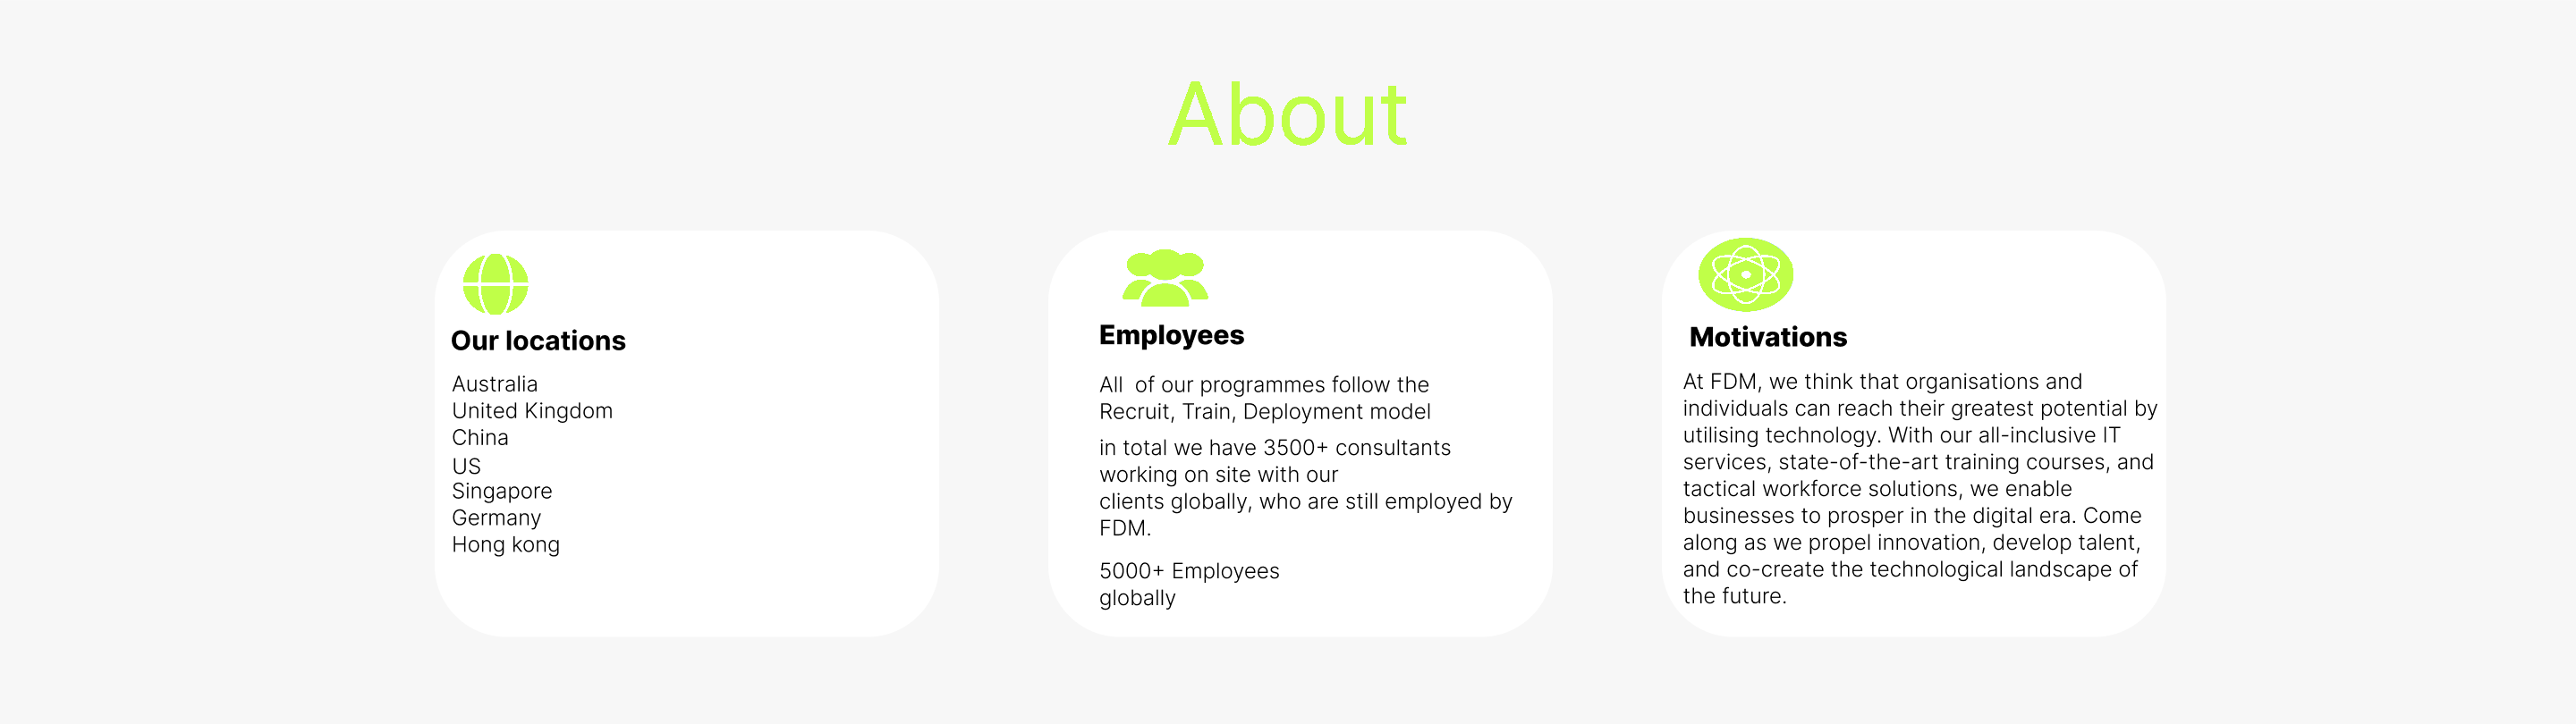 About
Our locations
Australia
United Kingdom
China
US
Singapore
Germany
Hong kong
Employees
All  of our programmes follow the
Recruit, Train, Deployment model
in total we have 3500+ consultants
working on site with our
clients globally, who are still employed by
FDM.
5000+ Employees
globally
Motivations
At FDM, we think that organisations and
individuals can reach their greatest potential by
utilising technology. With our all-inclusive IT
services, state-of-the-art training courses, and
tactical workforce solutions, we enable
businesses to prosper in the digital era. Come
along as we propel innovation, develop talent,
and co-create the technological landscape of
the future.